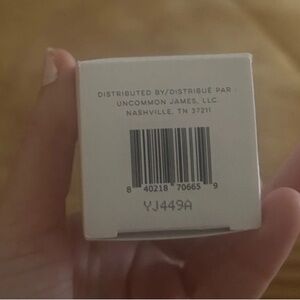 DISTRIBUTED BY/DISTRIBUÉ PAR :
UNCOMMON JAMES, LLC.
NASHVILLE, TN 37211
8 40218 70665 9
YJ449A